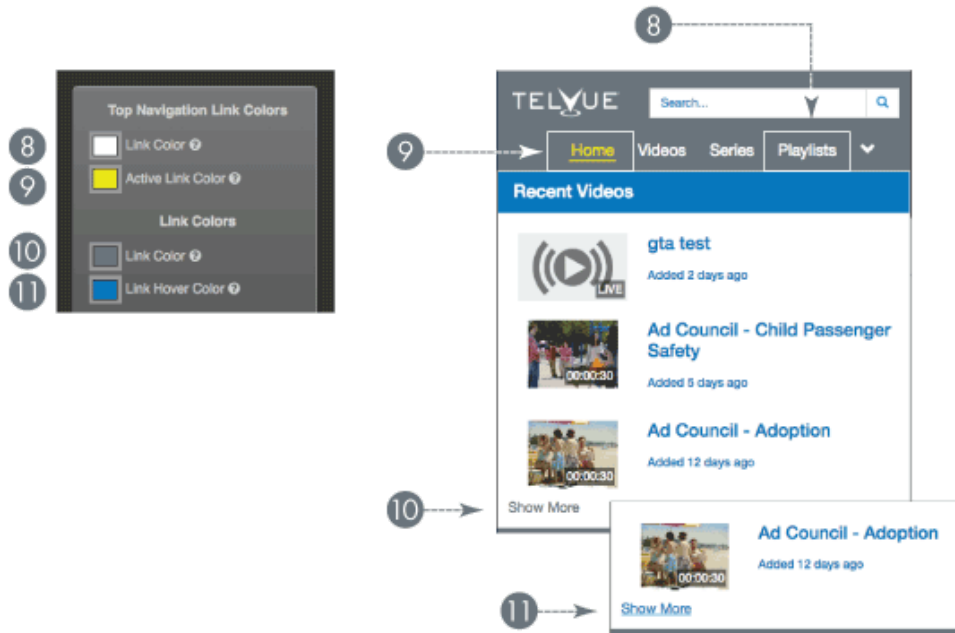 8
Top Navigation Link Colors
8 Link Color ?
9 Active Link Color ?
Link Colors
10 Link Color ?
11 Link Hover Color ?
TELVUE
Search...
9
Home Videos Series Playlists
Recent Videos
gta test
Added 2 days ago
LIVE
Ad Council - Child Passenger
Safety
Added 5 days ago
00:00:30
Ad Council - Adoption
Added 12 days ago
00:00:30
10 Show More
Ad Council - Adoption
Added 12 days ago
00:00:30
11 Show More